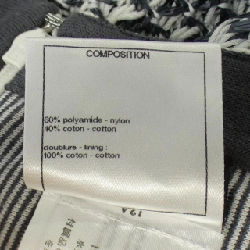 COMPOSITION
60% polyamide - nylon
40% coton - cotton
doublure - lining :
100% coton - cotton